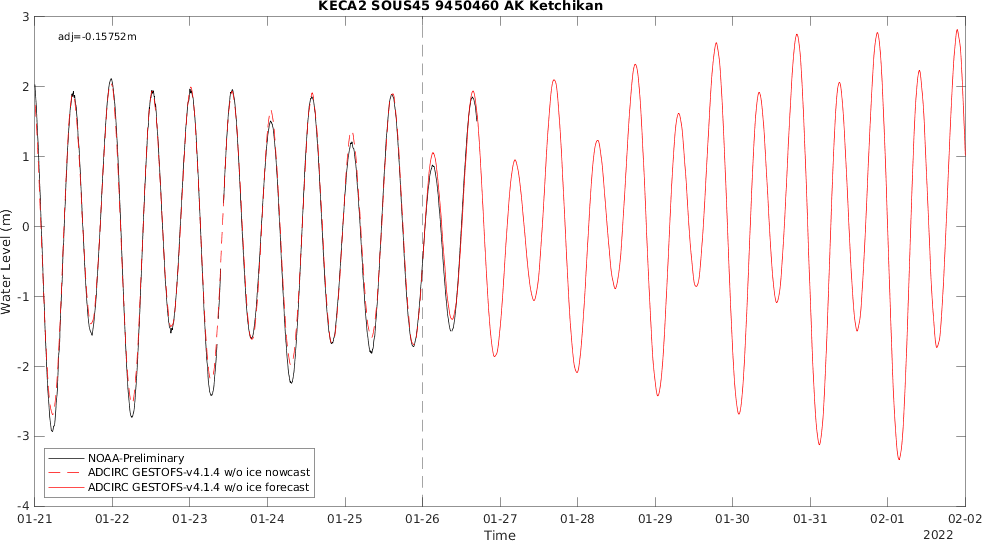 KECA2 SOUS45 9450460 AK Ketchikan
adj=-0.15752m
3
2
1
0
-1
-2
-3
-4
Water Level (m)
NOAA-Preliminary
ADCIRC GESTOFS-v4.1.4 w/o ice nowcast
ADCIRC GESTOFS-v4.1.4 w/o ice forecast
01-21 01-22 01-23 01-24 01-25 01-26 01-27 01-28 01-29 01-30 01-31 02-01 02-02
Time
2022